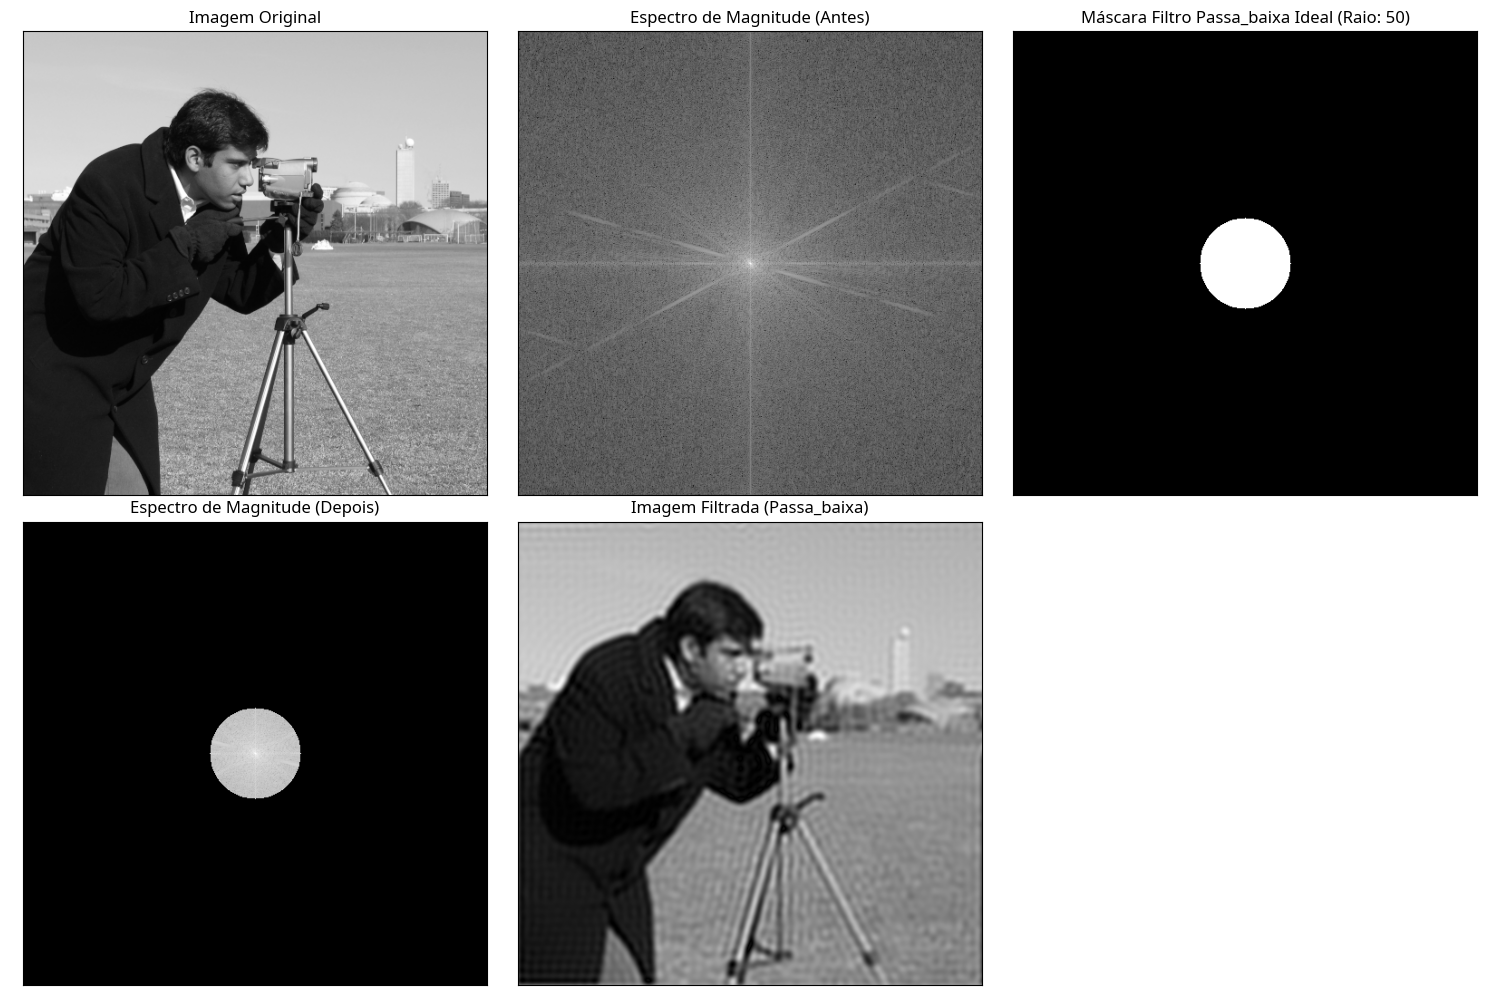 Imagem Original
Espectro de Magnitude (Antes)
Máscara Filtro Passa_baixa Ideal (Raio: 50)
Espectro de Magnitude (Depois)
Imagem Filtrada (Passa_baixa)